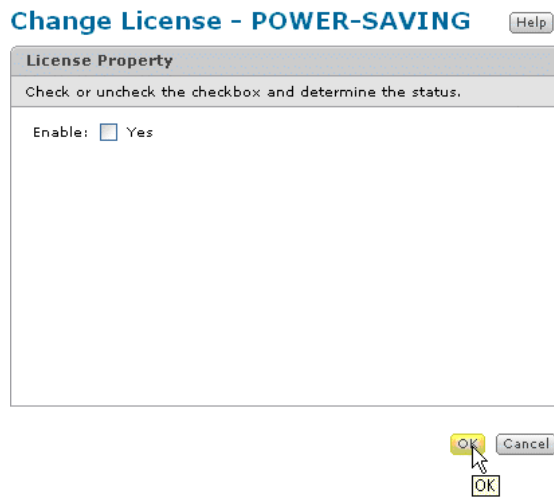 Change License - POWER-SAVING Help
License Property
Check or uncheck the checkbox and determine the status.
Enable: Yes
OK Cancel
OK